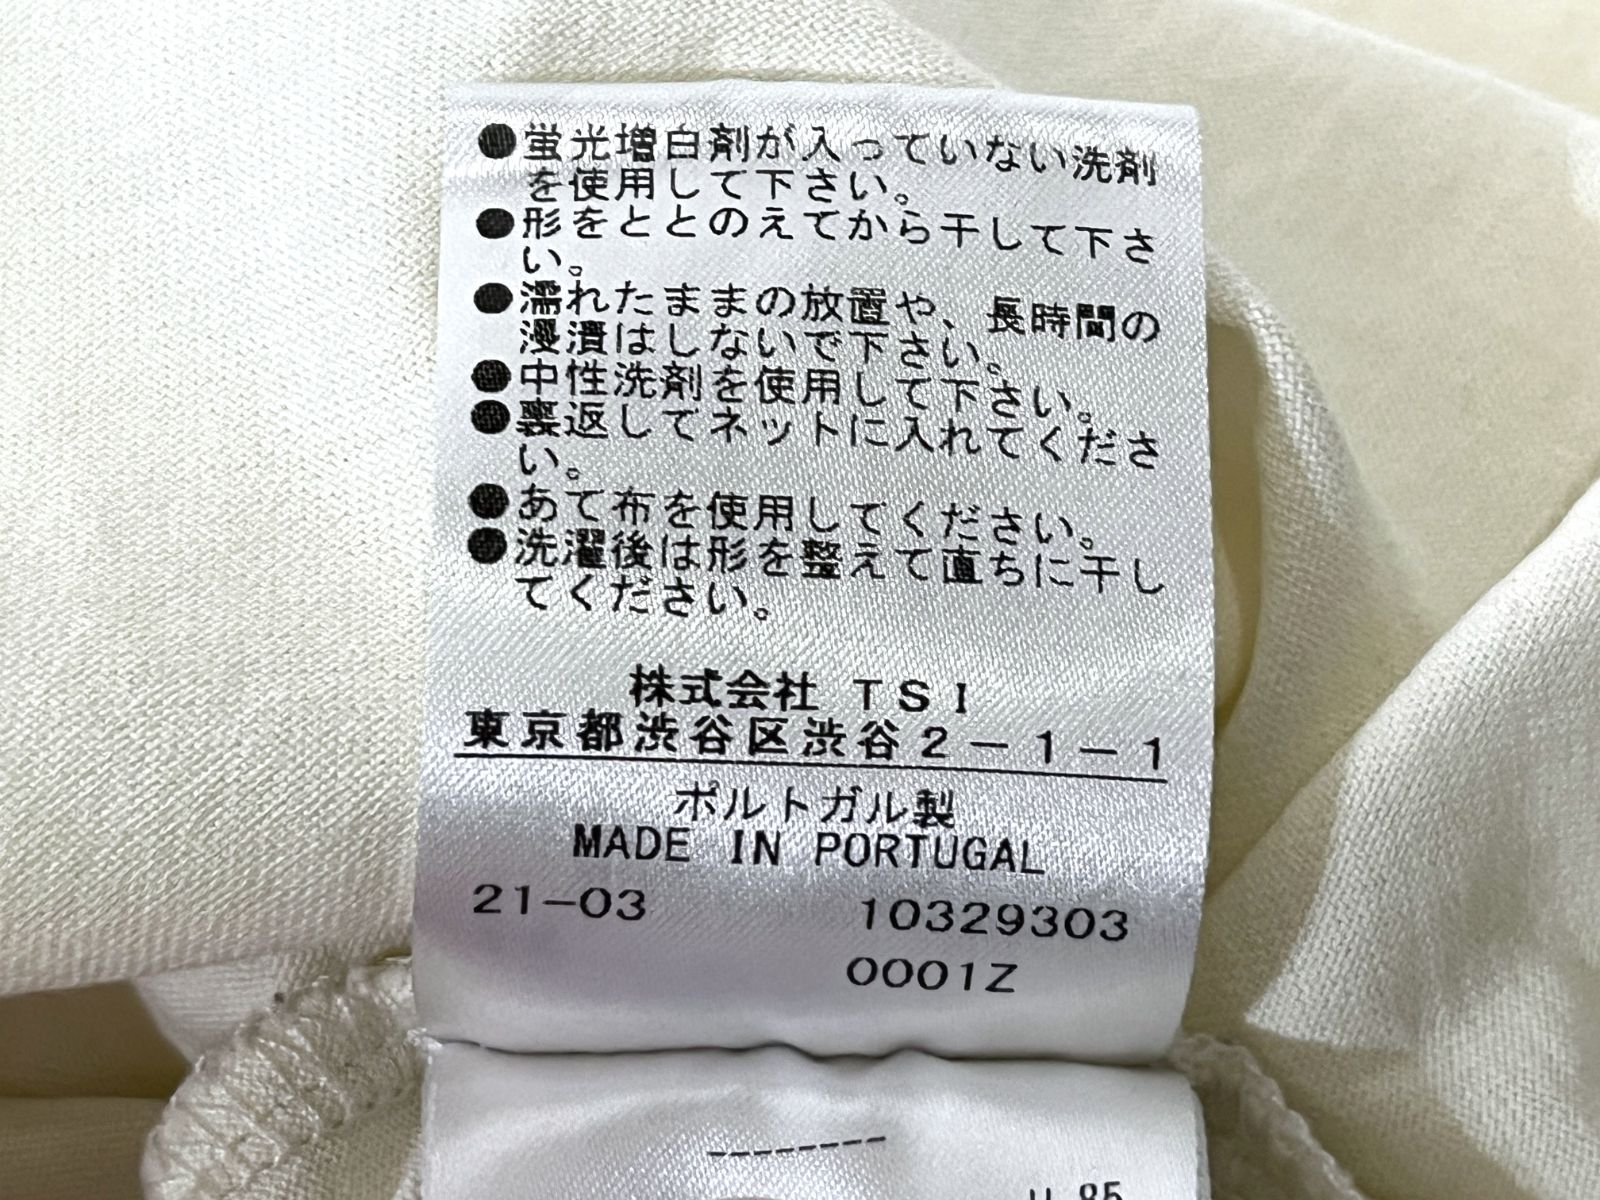 ●蛍光増白剤が入っていない洗剤
を使用して下さい。
●形をととのえてから干して下さ
い。
●濡れたままの放置や、長時間の
浸漬はしないで下さい。
●中性洗剤を使用して下さい。
●裏返してネットに入れてくださ
い。
●あて布を使用してください。
●洗濯後は形を整えて直ちに干し
てください。
株式会社 TSI
東京都渋谷区渋谷2-1-1
ポルトガル製
MADE IN PORTUGAL
21-03 10329303
0001Z